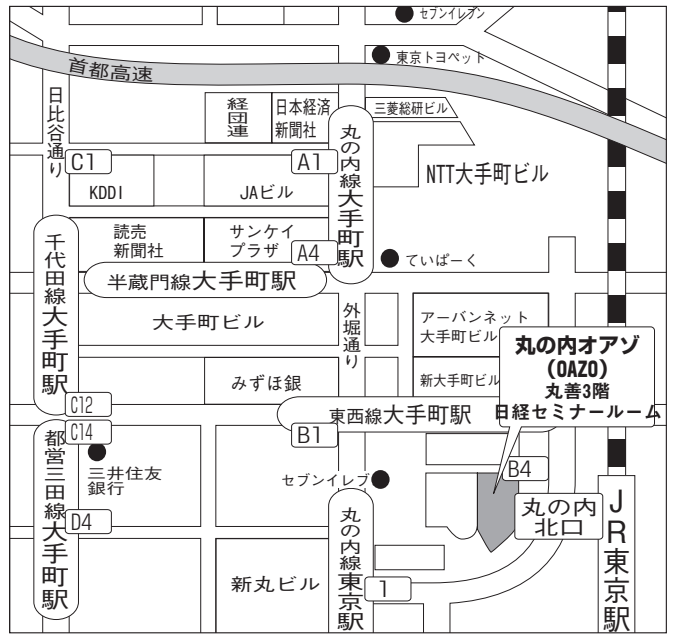 セブンイレブン
東京トヨペット
首都高速
日比谷通り
経団連
日本経済
新聞社
三菱総研ビル
丸の内線大手町駅
C1
A1
KDDI
JAビル
NTT大手町ビル
読売
新聞社
サンケイ
プラザ
A4
ていぱーく
千代田線大手町駅
半蔵門線大手町駅
大手町ビル
外堀通り
アーバンネット
大手町ビル
丸の内オアゾ
(OAZO)
丸善3階
日経セミナールーム
みずほ銀
新大手町ビル
C12
東西線大手町駅
C14
B1
都営三田線大手町駅
三井住友
銀行
セブンイレブ
B4
D4
丸の内
北口
JR東京駅
丸の内線東京駅
新丸ビル
1